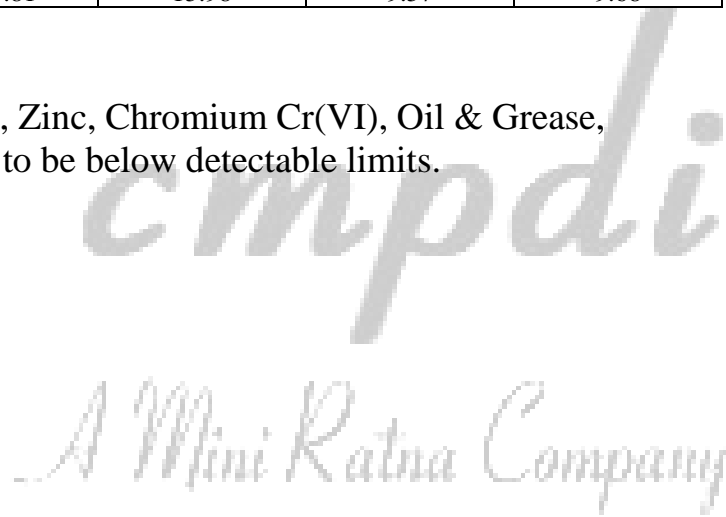 , Zinc, Chromium Cr(VI), Oil & Grease,
to be below detectable limits.
cmpdi
A Mini Ratna Company